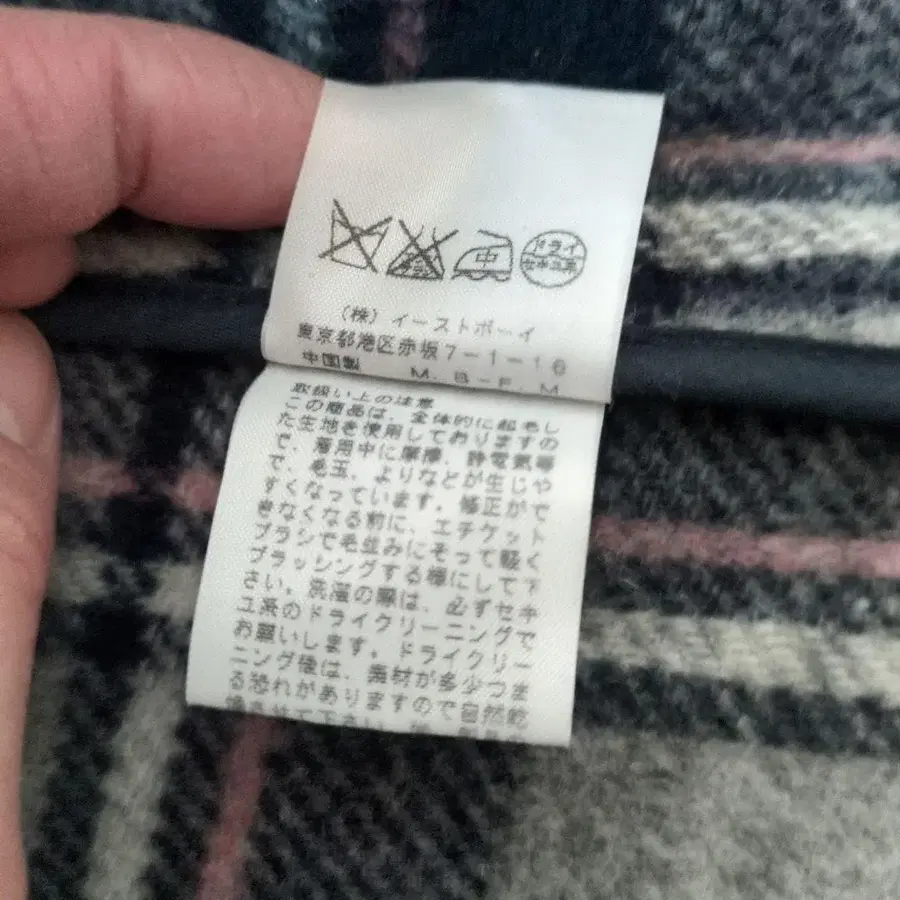 ドライ
セキユ系
中
(株) イーストボーイ
東京都港区赤坂7-1-16
中国製 M.B-F.M
取扱い上の注意
この商品は、全体的に起毛し
た生地を使用しておりますの
で、着用中に摩擦、静電気等
で、毛玉、よりなどが生じや
すくなっています。修正がで
きなくなる前に、エチケット
ブラシで毛並みにそって軽く
ブラッシングする様にして下
さい。洗濯の際は、必ずセキ
ユ系のドライクリーニングで
お願いします。ドライクリー
ニング後は、素材が多少つま
る恐れがありますので自然乾
燥させて下さい。